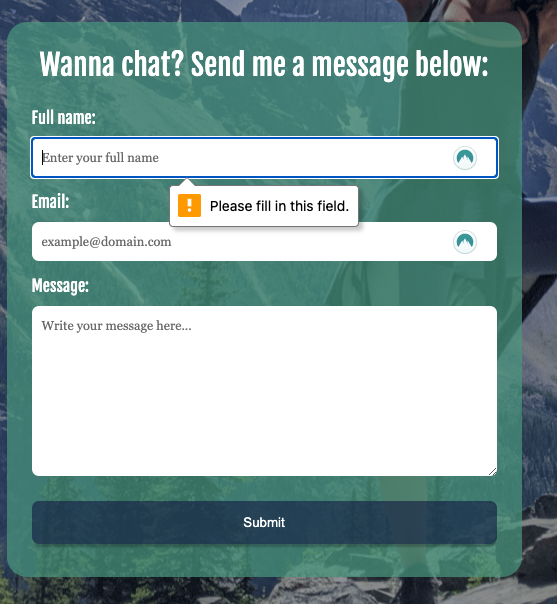 Wanna chat? Send me a message below:
Full name:
Enter your full name
Email:
Please fill in this field.
example@domain.com
Message:
Write your message here...
Submit